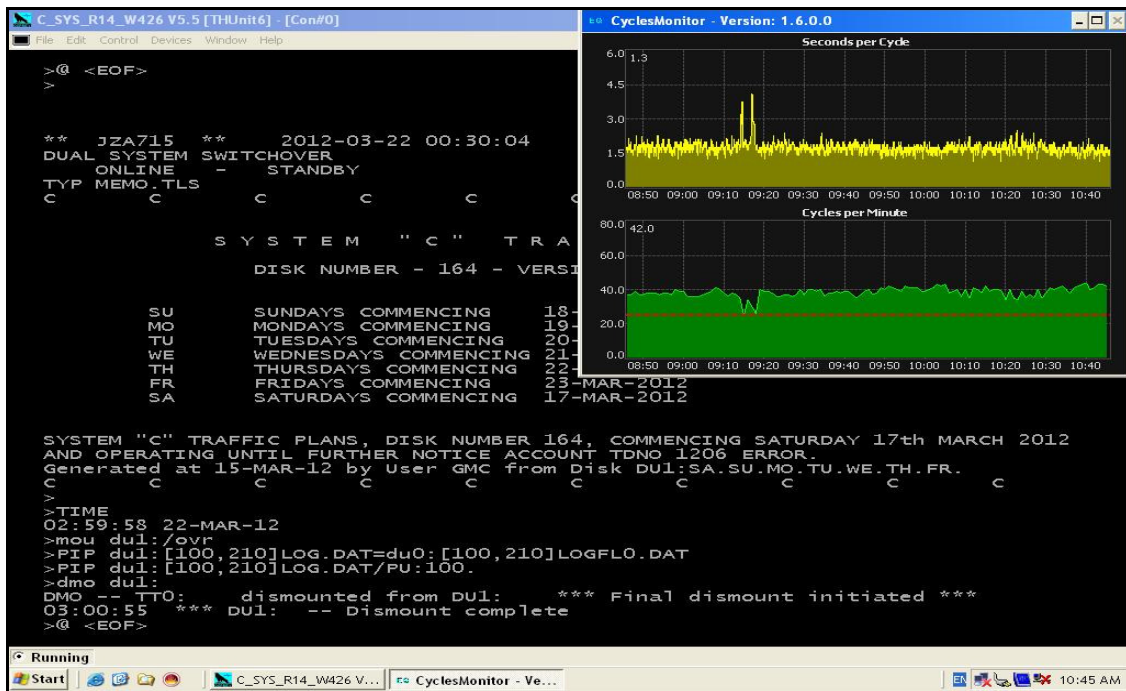 C_SYS_R14_W426 V5.5 [THUnit6] - [Con#0]
File Edit Control Devices Window Help
>@ <EOF>
>
** JZA715 ** 2012-03-22 00:30:04
DUAL SYSTEM SWITCHOVER
ONLINE - STANDBY
TYP MEMO.TLS
C C C C C
S Y S T E M " C " T R A
DISK NUMBER - 164 - VERSI
SU SUNDAYS COMMENCING 18-
MO MONDAYS COMMENCING 19-
TU TUESDAYS COMMENCING 20-
WE WEDNESDAYS COMMENCING 21-
TH THURSDAYS COMMENCING 22-
FR FRIDAYS COMMENCING 23-MAR-2012
SA SATURDAYS COMMENCING 17-MAR-2012
SYSTEM "C" TRAFFIC PLANS, DISK NUMBER 164, COMMENCING SATURDAY 17th MARCH 2012
AND OPERATING UNTIL FURTHER NOTICE ACCOUNT TDNO 1206 ERROR.
Generated at 15-MAR-12 by User GMC from Disk DU1:SA.SU.MO.TU.WE.TH.FR.
C C C C C C C C C C
>
>TIME
02:59:58 22-MAR-12
>mou du1:/ovr
>PIP du1:[100,210]LOG.DAT=du0:[100,210]LOGFL0.DAT
>PIP du1:[100,210]LOG.DAT/PU:100.
>dmo du1:
DMO -- TT0: dismounted from DU1: *** Final dismount initiated ***
03:00:55 *** DU1: -- Dismount complete
>@ <EOF>
CyclesMonitor - Version: 1.6.0.0
Seconds per Cycle
6.0
1.3
4.5
3.0
1.5
0.0
08:50 09:00 09:10 09:20 09:30 09:40 09:50 10:00 10:10 10:20 10:30 10:40
Cycles per Minute
80.0
42.0
60.0
40.0
20.0
0.0
08:50 09:00 09:10 09:20 09:30 09:40 09:50 10:00 10:10 10:20 10:30 10:40
Running
Start
C_SYS_R14_W426 V...
CyclesMonitor - Ve...
EN
10:45 AM